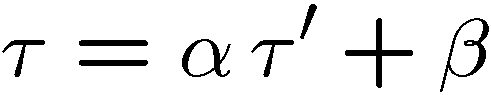 τ = α τ′ + β